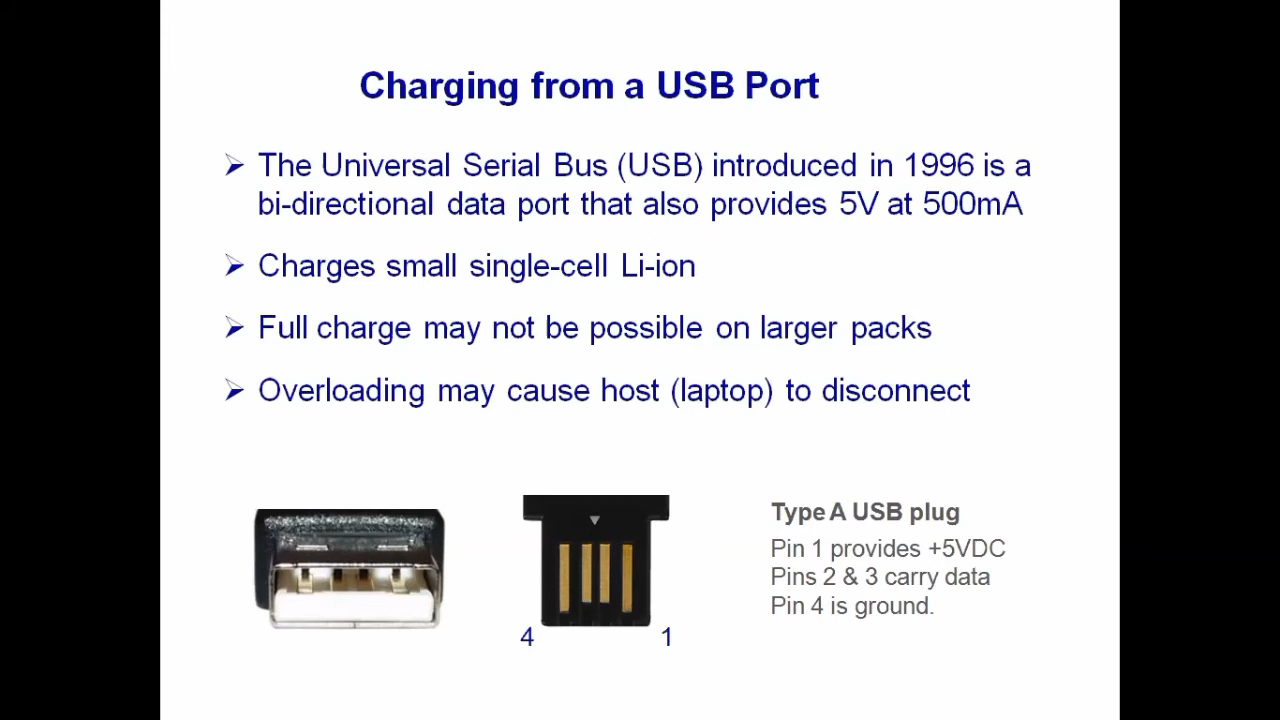 Charging from a USB Port
The Universal Serial Bus (USB) introduced in 1996 is a
bi-directional data port that also provides 5V at 500mA
Charges small single-cell Li-ion
Full charge may not be possible on larger packs
Overloading may cause host (laptop) to disconnect
Type A USB plug
Pin 1 provides +5VDC
Pins 2 & 3 carry data
Pin 4 is ground.
4 1